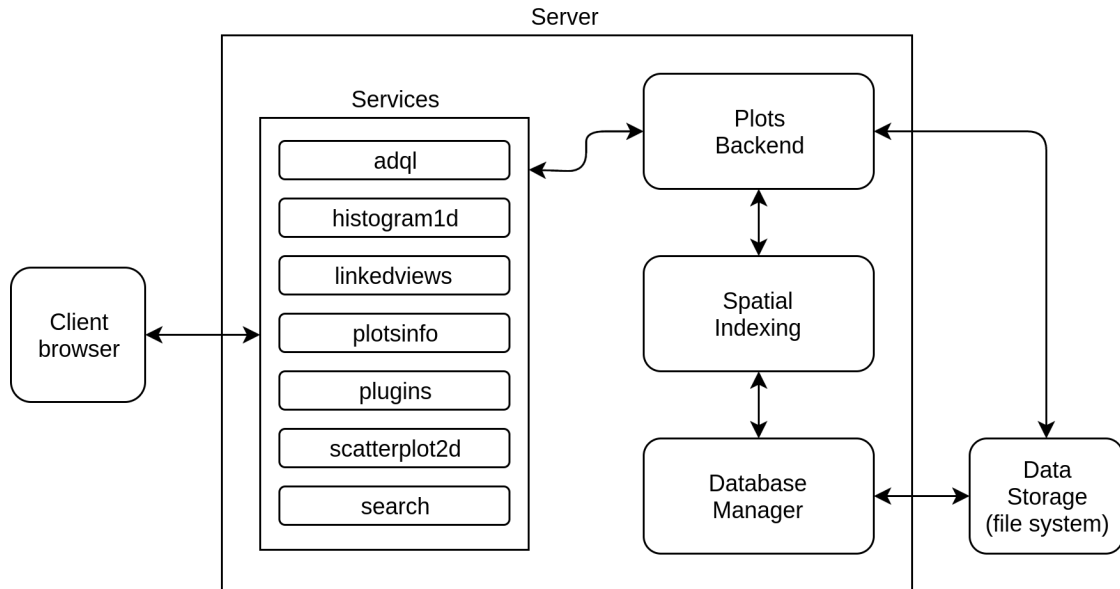 Server
Services
adql
histogram1d
linkedviews
plotsinfo
plugins
scatterplot2d
search
Client
browser
Plots
Backend
Spatial
Indexing
Database
Manager
Data
Storage
(file system)